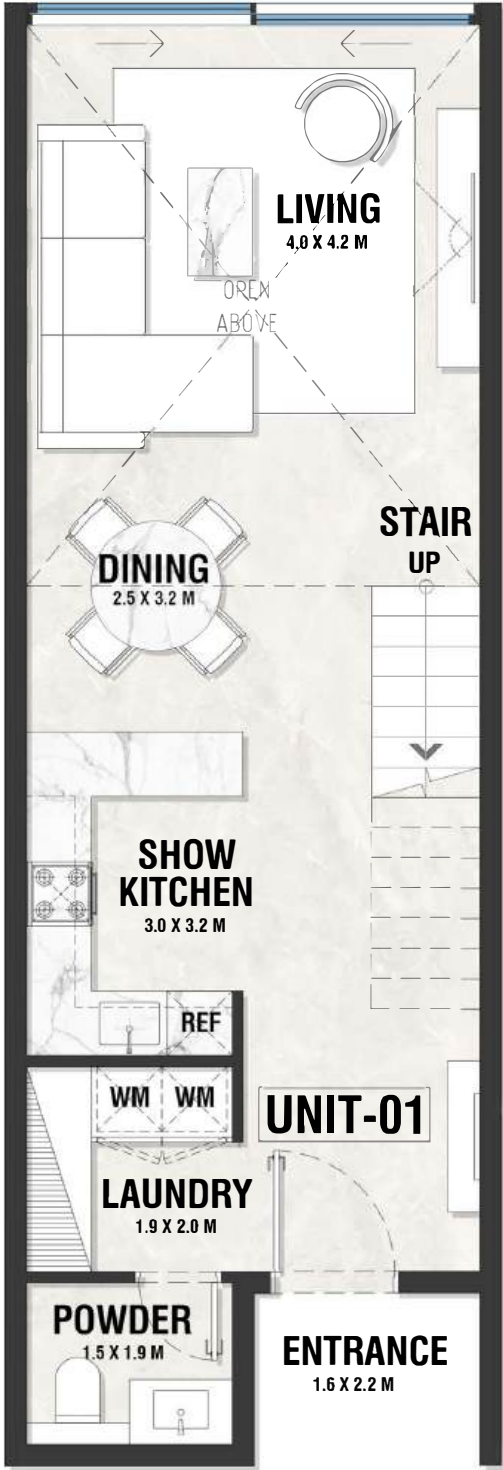 LIVING
4.0 X 4.2 M
OPEN
ABOVE
STAIR
UP
DINING
2.5 X 3.2 M
SHOW
KITCHEN
3.0 X 3.2 M
REF
WM WM
UNIT-01
LAUNDRY
1.9 X 2.0 M
POWDER
1.5 X 1.9 M
ENTRANCE
1.6 X 2.2 M